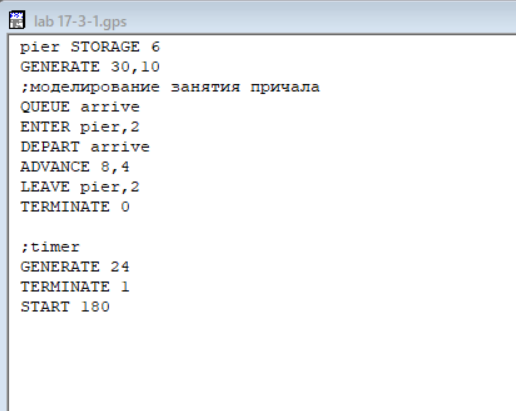 lab 17-3-1.gps
pier STORAGE 6
GENERATE 30,10
;моделирование занятия причала
QUEUE arrive
ENTER pier,2
DEPART arrive
ADVANCE 8,4
LEAVE pier,2
TERMINATE 0
;timer
GENERATE 24
TERMINATE 1
START 180